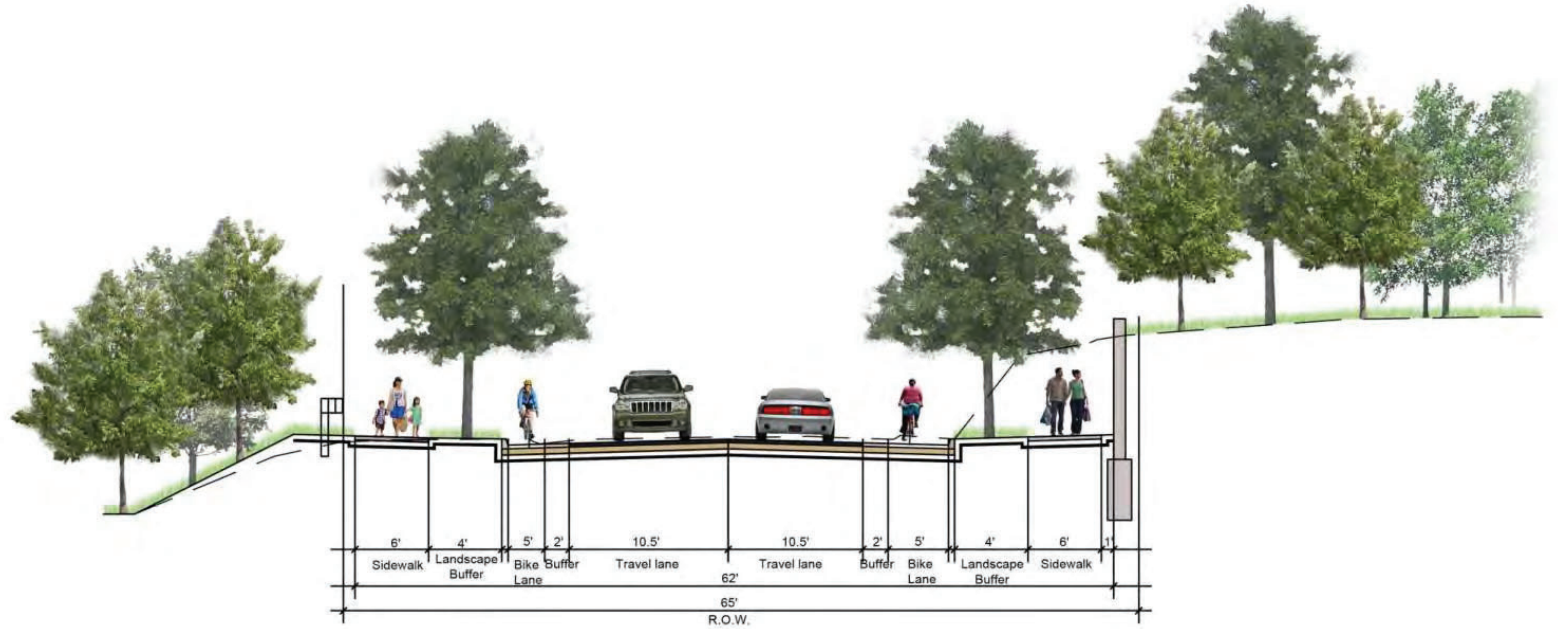 6' 4' 5' 2' 10.5' 10.5' 2' 5' 4' 6' 1'
Sidewalk Landscape Buffer Bike Lane Buffer Travel lane Travel lane Buffer Bike Lane Landscape Buffer Sidewalk
62'
65'
R.O.W.